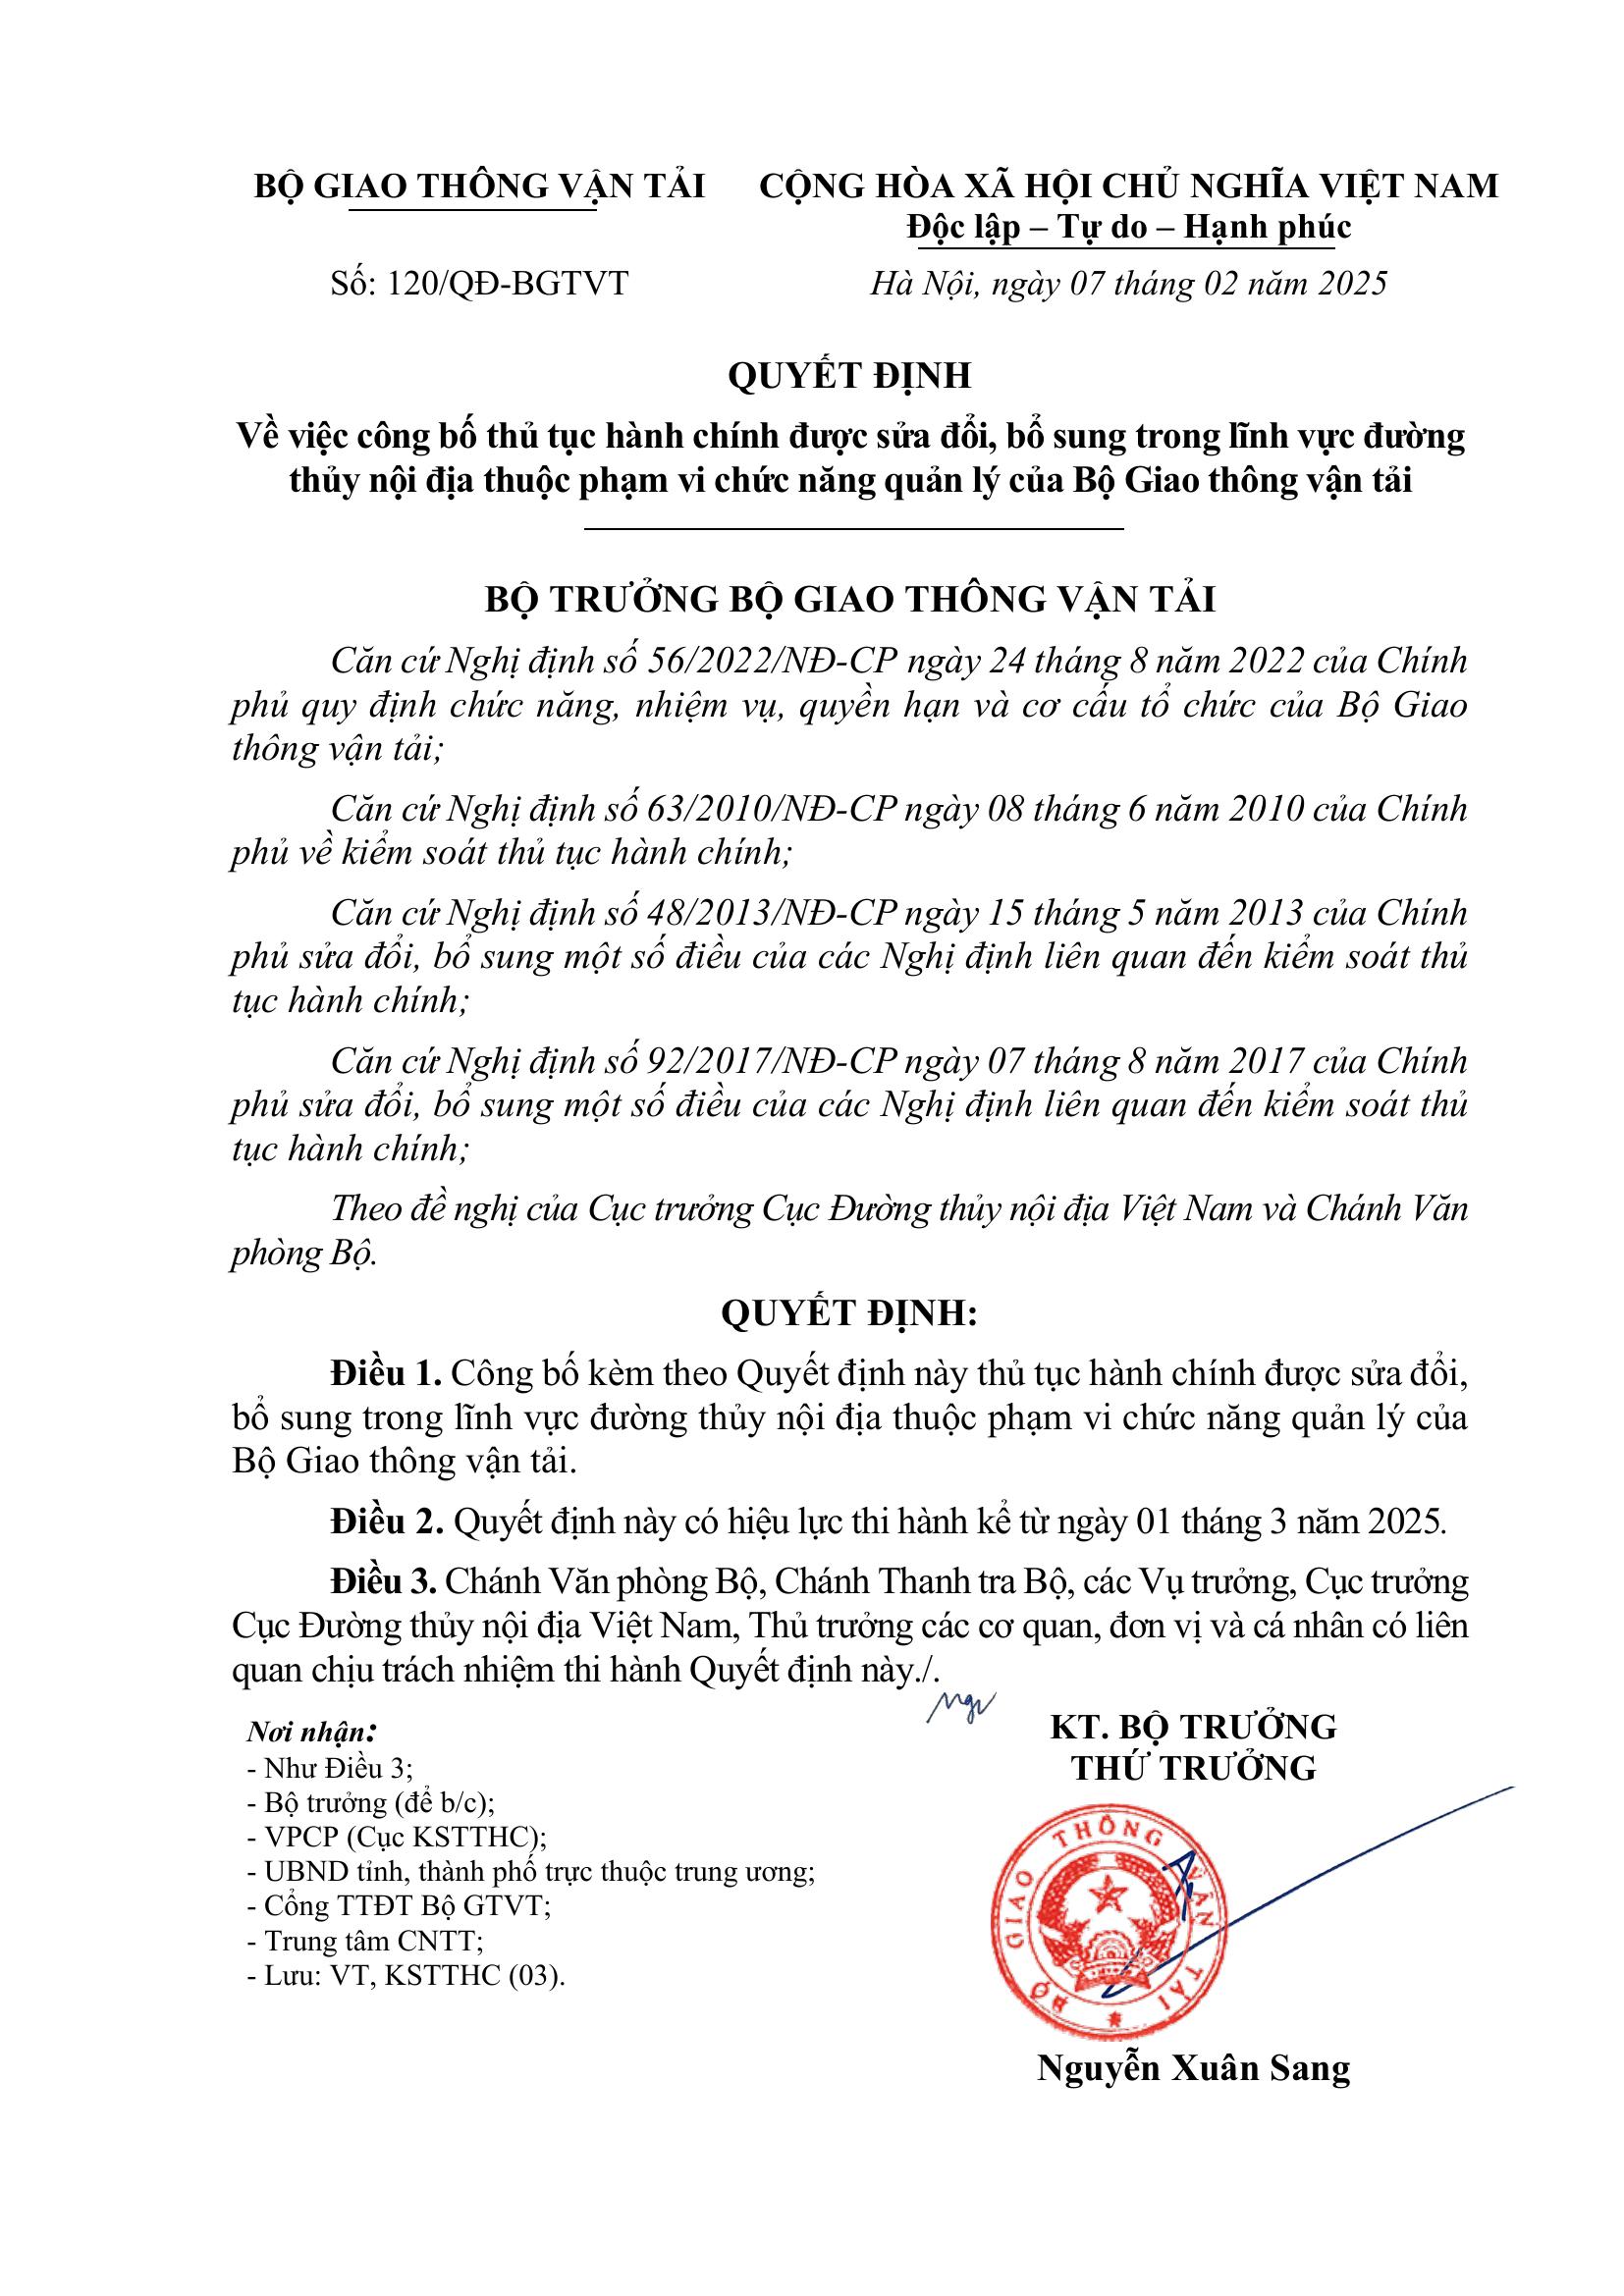 BỘ GIAO THÔNG VẬN TẢI
CỘNG HÒA XÃ HỘI CHỦ NGHĨA VIỆT NAM
Độc lập – Tự do – Hạnh phúc
Số: 120/QĐ-BGTVT
Hà Nội, ngày 07 tháng 02 năm 2025
QUYẾT ĐỊNH
Về việc công bố thủ tục hành chính được sửa đổi, bổ sung trong lĩnh vực đường
thủy nội địa thuộc phạm vi chức năng quản lý của Bộ Giao thông vận tải
BỘ TRƯỞNG BỘ GIAO THÔNG VẬN TẢI
Căn cứ Nghị định số 56/2022/NĐ-CP ngày 24 tháng 8 năm 2022 của Chính
phủ quy định chức năng, nhiệm vụ, quyền hạn và cơ cấu tổ chức của Bộ Giao
thông vận tải;
Căn cứ Nghị định số 63/2010/NĐ-CP ngày 08 tháng 6 năm 2010 của Chính
phủ về kiểm soát thủ tục hành chính;
Căn cứ Nghị định số 48/2013/NĐ-CP ngày 15 tháng 5 năm 2013 của Chính
phủ sửa đổi, bổ sung một số điều của các Nghị định liên quan đến kiểm soát thủ
tục hành chính;
Căn cứ Nghị định số 92/2017/NĐ-CP ngày 07 tháng 8 năm 2017 của Chính
phủ sửa đổi, bổ sung một số điều của các Nghị định liên quan đến kiểm soát thủ
tục hành chính;
Theo đề nghị của Cục trưởng Cục Đường thủy nội địa Việt Nam và Chánh Văn
phòng Bộ.
QUYẾT ĐỊNH:
Điều 1. Công bố kèm theo Quyết định này thủ tục hành chính được sửa đổi,
bổ sung trong lĩnh vực đường thủy nội địa thuộc phạm vi chức năng quản lý của
Bộ Giao thông vận tải.
Điều 2. Quyết định này có hiệu lực thi hành kể từ ngày 01 tháng 3 năm 2025.
Điều 3. Chánh Văn phòng Bộ, Chánh Thanh tra Bộ, các Vụ trưởng, Cục trưởng
Cục Đường thủy nội địa Việt Nam, Thủ trưởng các cơ quan, đơn vị và cá nhân có liên
quan chịu trách nhiệm thi hành Quyết định này./.
Nơi nhận:
- Như Điều 3;
- Bộ trưởng (để b/c);
- VPCP (Cục KSTTHC);
- UBND tỉnh, thành phố trực thuộc trung ương;
- Cổng TTĐT Bộ GTVT;
- Trung tâm CNTT;
- Lưu: VT, KSTTHC (03).
KT. BỘ TRƯỞNG
THỨ TRƯỞNG
BỘ GIAO THÔNG VẬN TẢI
Nguyễn Xuân Sang